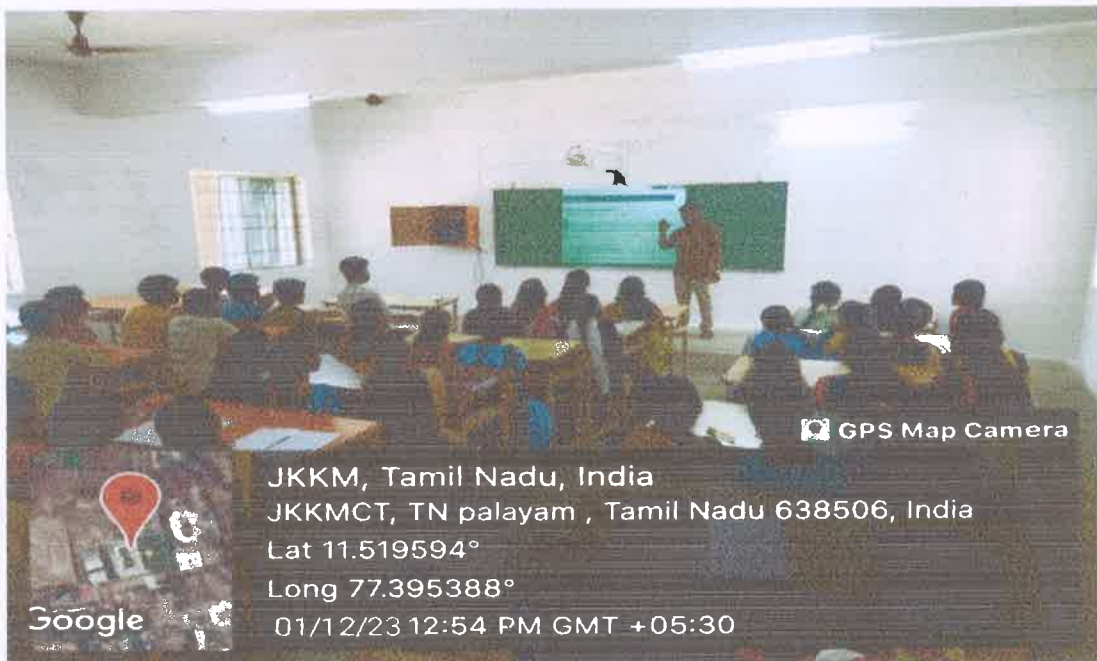 GPS Map Camera
JKKM, Tamil Nadu, India
JKKMCT, TN palayam , Tamil Nadu 638506, India
Lat 11.519594°
Long 77.395388°
01/12/23 12:54 PM GMT +05:30
Google